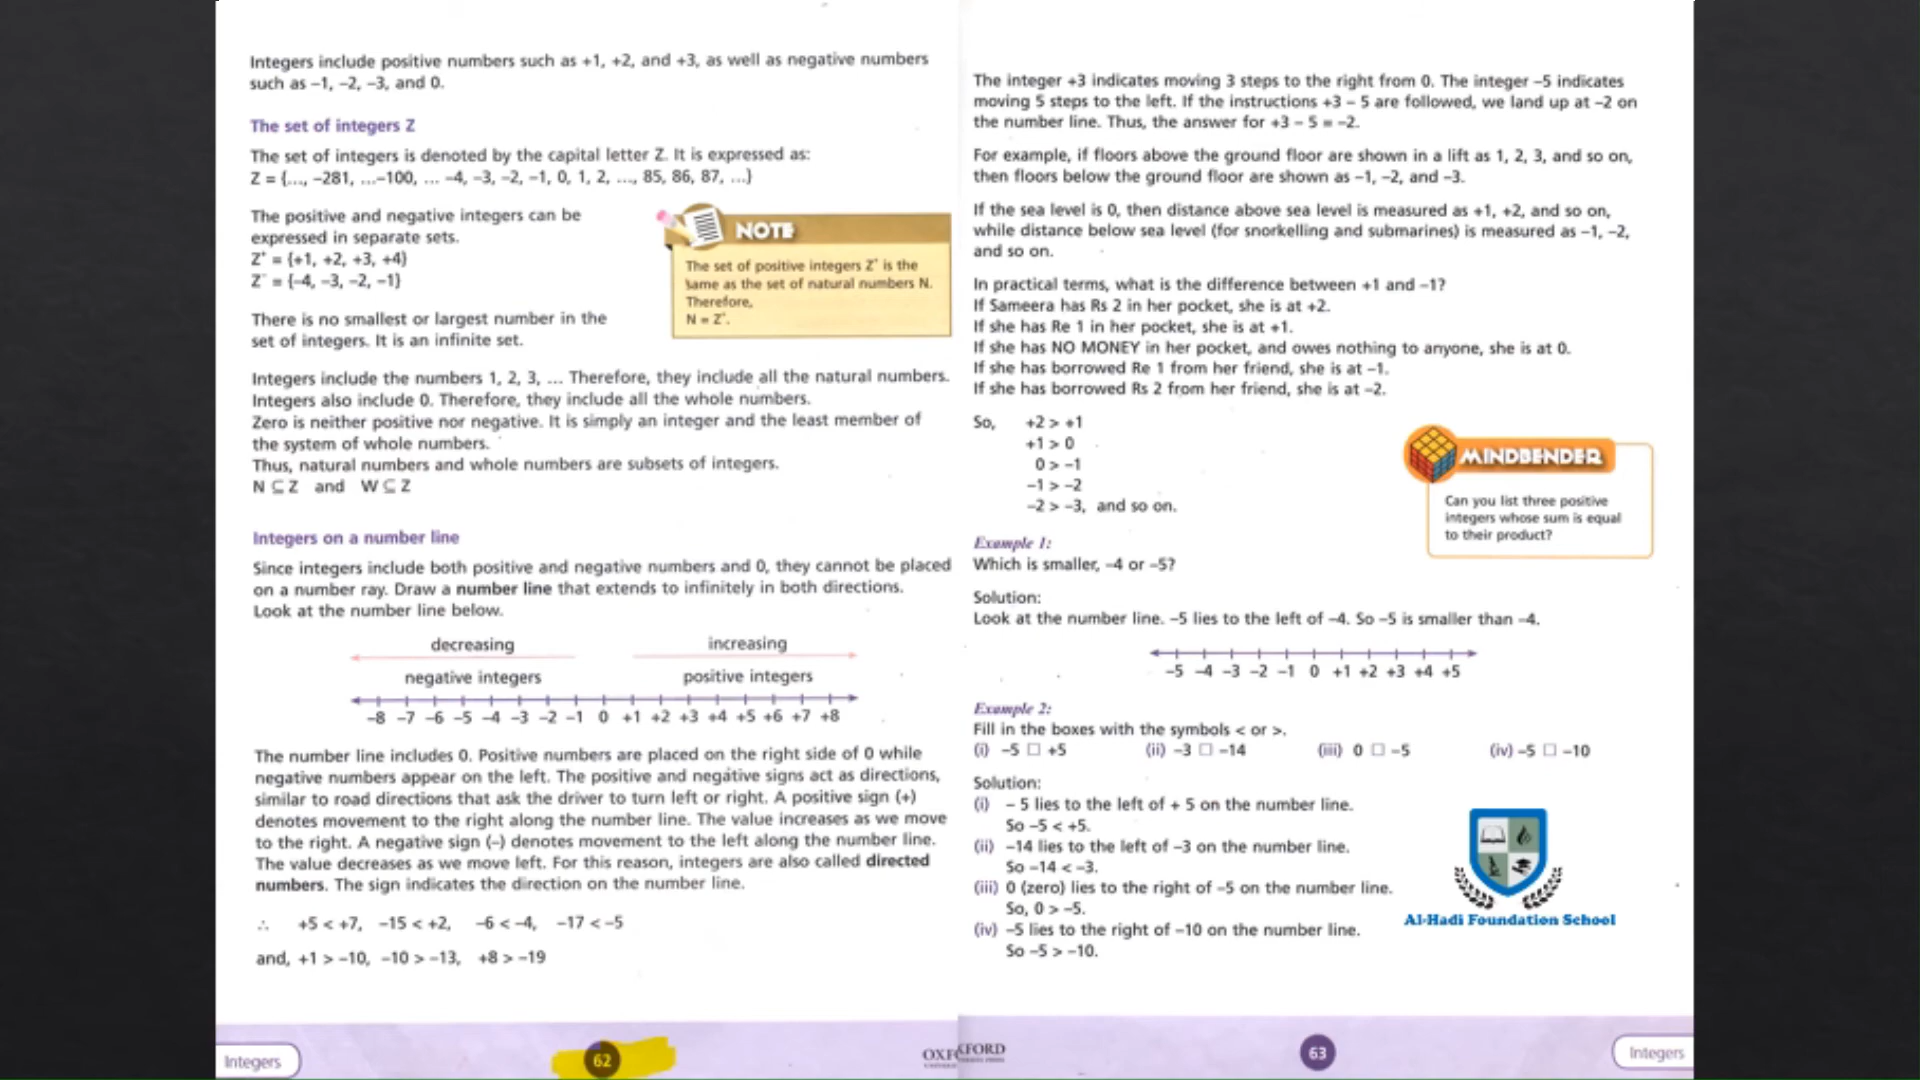 Integers include positive numbers such as +1, +2, and +3, as well as negative numbers
such as –1, –2, –3, and 0.
The set of integers Z
The set of integers is denoted by the capital letter Z. It is expressed as:
Z = {..., –281, ...–100, ... –4, –3, –2, –1, 0, 1, 2, ..., 85, 86, 87, ...}
The positive and negative integers can be
expressed in separate sets.
Z⁺ = {+1, +2, +3, +4}
Z⁻ = {–4, –3, –2, –1}
There is no smallest or largest number in the
set of integers. It is an infinite set.
NOTE
The set of positive integers Z⁺ is the
same as the set of natural numbers N.
Therefore,
N = Z⁺.
Integers include the numbers 1, 2, 3, ... Therefore, they include all the natural numbers.
Integers also include 0. Therefore, they include all the whole numbers.
Zero is neither positive nor negative. It is simply an integer and the least member of
the system of whole numbers.
Thus, natural numbers and whole numbers are subsets of integers.
N ⊆ Z and W ⊆ Z
Integers on a number line
Since integers include both positive and negative numbers and 0, they cannot be placed
on a number ray. Draw a number line that extends to infinitely in both directions.
Look at the number line below.
decreasing increasing
negative integers positive integers
–8 –7 –6 –5 –4 –3 –2 –1 0 +1 +2 +3 +4 +5 +6 +7 +8
The number line includes 0. Positive numbers are placed on the right side of 0 while
negative numbers appear on the left. The positive and negative signs act as directions,
similar to road directions that ask the driver to turn left or right. A positive sign (+)
denotes movement to the right along the number line. The value increases as we move
to the right. A negative sign (–) denotes movement to the left along the number line.
The value decreases as we move left. For this reason, integers are also called directed
numbers. The sign indicates the direction on the number line.
∴ +5 < +7, –15 < +2, –6 < –4, –17 < –5
and, +1 > –10, –10 > –13, +8 > –19
Integers
62
OXFORD
The integer +3 indicates moving 3 steps to the right from 0. The integer –5 indicates
moving 5 steps to the left. If the instructions +3 – 5 are followed, we land up at –2 on
the number line. Thus, the answer for +3 – 5 = –2.
For example, if floors above the ground floor are shown in a lift as 1, 2, 3, and so on,
then floors below the ground floor are shown as –1, –2, and –3.
If the sea level is 0, then distance above sea level is measured as +1, +2, and so on,
while distance below sea level (for snorkelling and submarines) is measured as –1, –2,
and so on.
In practical terms, what is the difference between +1 and –1?
If Sameera has Rs 2 in her pocket, she is at +2.
If she has Re 1 in her pocket, she is at +1.
If she has NO MONEY in her pocket, and owes nothing to anyone, she is at 0.
If she has borrowed Re 1 from her friend, she is at –1.
If she has borrowed Rs 2 from her friend, she is at –2.
So, +2 > +1
+1 > 0
0 > –1
–1 > –2
–2 > –3, and so on.
MINDBENDER
Can you list three positive
integers whose sum is equal
to their product?
Example 1:
Which is smaller, –4 or –5?
Solution:
Look at the number line. –5 lies to the left of –4. So –5 is smaller than –4.
–5 –4 –3 –2 –1 0 +1 +2 +3 +4 +5
Example 2:
Fill in the boxes with the symbols < or >.
(i) –5 □ +5 (ii) –3 □ –14 (iii) 0 □ –5 (iv) –5 □ –10
Solution:
(i) – 5 lies to the left of + 5 on the number line.
So –5 < +5.
(ii) –14 lies to the left of –3 on the number line.
So –14 < –3.
(iii) 0 (zero) lies to the right of –5 on the number line.
So, 0 > –5.
(iv) –5 lies to the right of –10 on the number line.
So –5 > –10.
Al-Hadi Foundation School
63
Integers